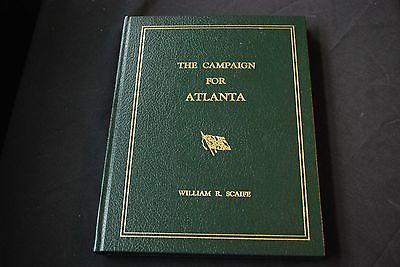 THE CAMPAIGN
FOR
ATLANTA
WILLIAM R. SCAIFE